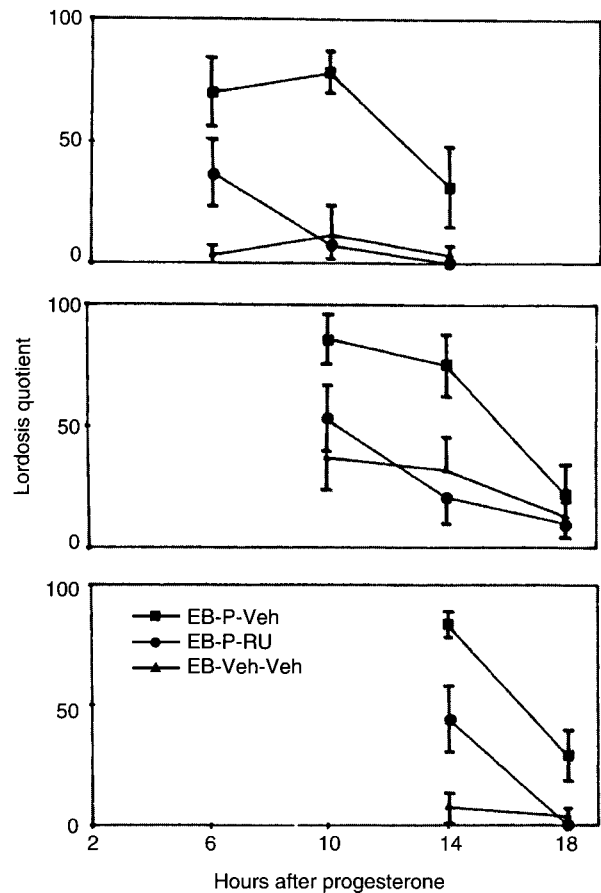 100
50
0
100
50
0
Lordosis quotient
100
50
0
EB-P-Veh
EB-P-RU
EB-Veh-Veh
2 6 10 14 18
Hours after progesterone